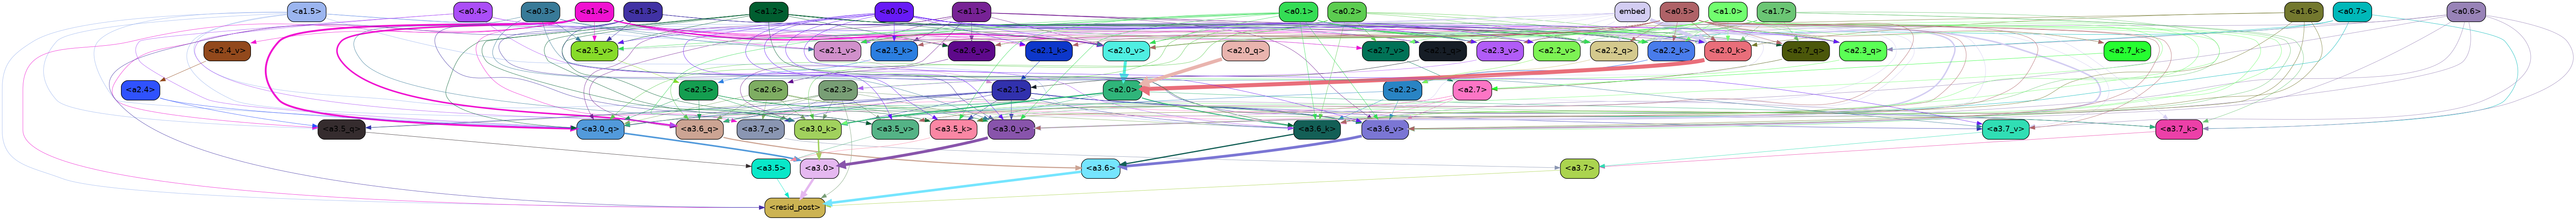 <a1.5> <a0.4> <a0.3> <a1.4> <a1.3> <a1.2> <a0.0> <a1.1> <a0.1> <a0.2> embed <a0.5> <a1.0> <a1.7> <a1.6> <a0.7> <a0.6>
<a2.4_v> <a2.5_v> <a2.1_v> <a2.5_k> <a2.6_v> <a2.1_k> <a2.0_v> <a2.0_q> <a2.7_v> <a2.1_q> <a2.3_v> <a2.2_v> <a2.2_q> <a2.2_k> <a2.0_k> <a2.7_q> <a2.3_q> <a2.7_k>
<a2.4> <a2.5> <a2.6> <a2.3> <a2.1> <a2.0> <a2.2> <a2.7>
<a3.5_q> <a3.0_q> <a3.6_q> <a3.7_q> <a3.0_k> <a3.5_v> <a3.5_k> <a3.0_v> <a3.6_k> <a3.6_v> <a3.7_v> <a3.7_k>
<a3.5> <a3.0> <a3.6> <a3.7>
<resid_post>